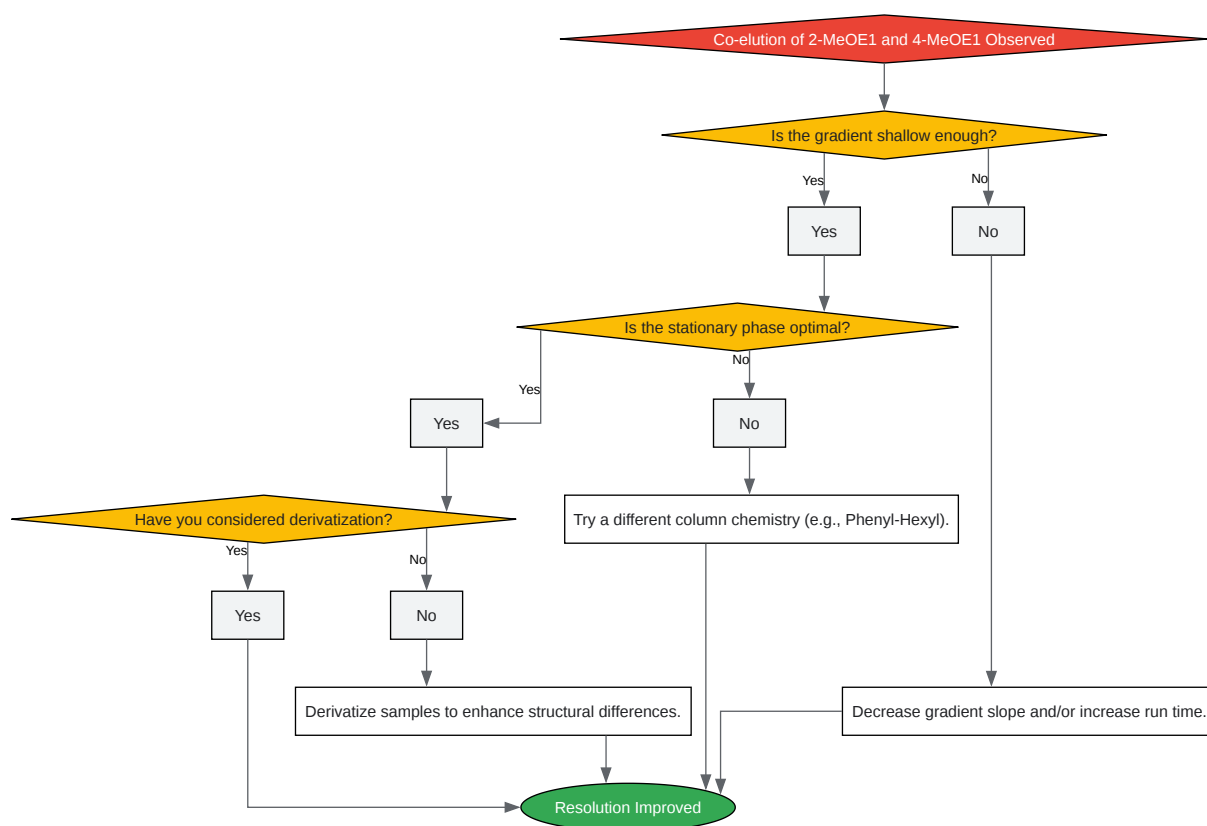 Co-elution of 2-MeOE1 and 4-MeOE1 Observed
Is the gradient shallow enough?
Yes
No
Yes
No
Is the stationary phase optimal?
Yes
No
Yes
No
Have you considered derivatization?
Try a different column chemistry (e.g., Phenyl-Hexyl).
Yes
No
Yes
No
Derivatize samples to enhance structural differences.
Decrease gradient slope and/or increase run time.
Resolution Improved